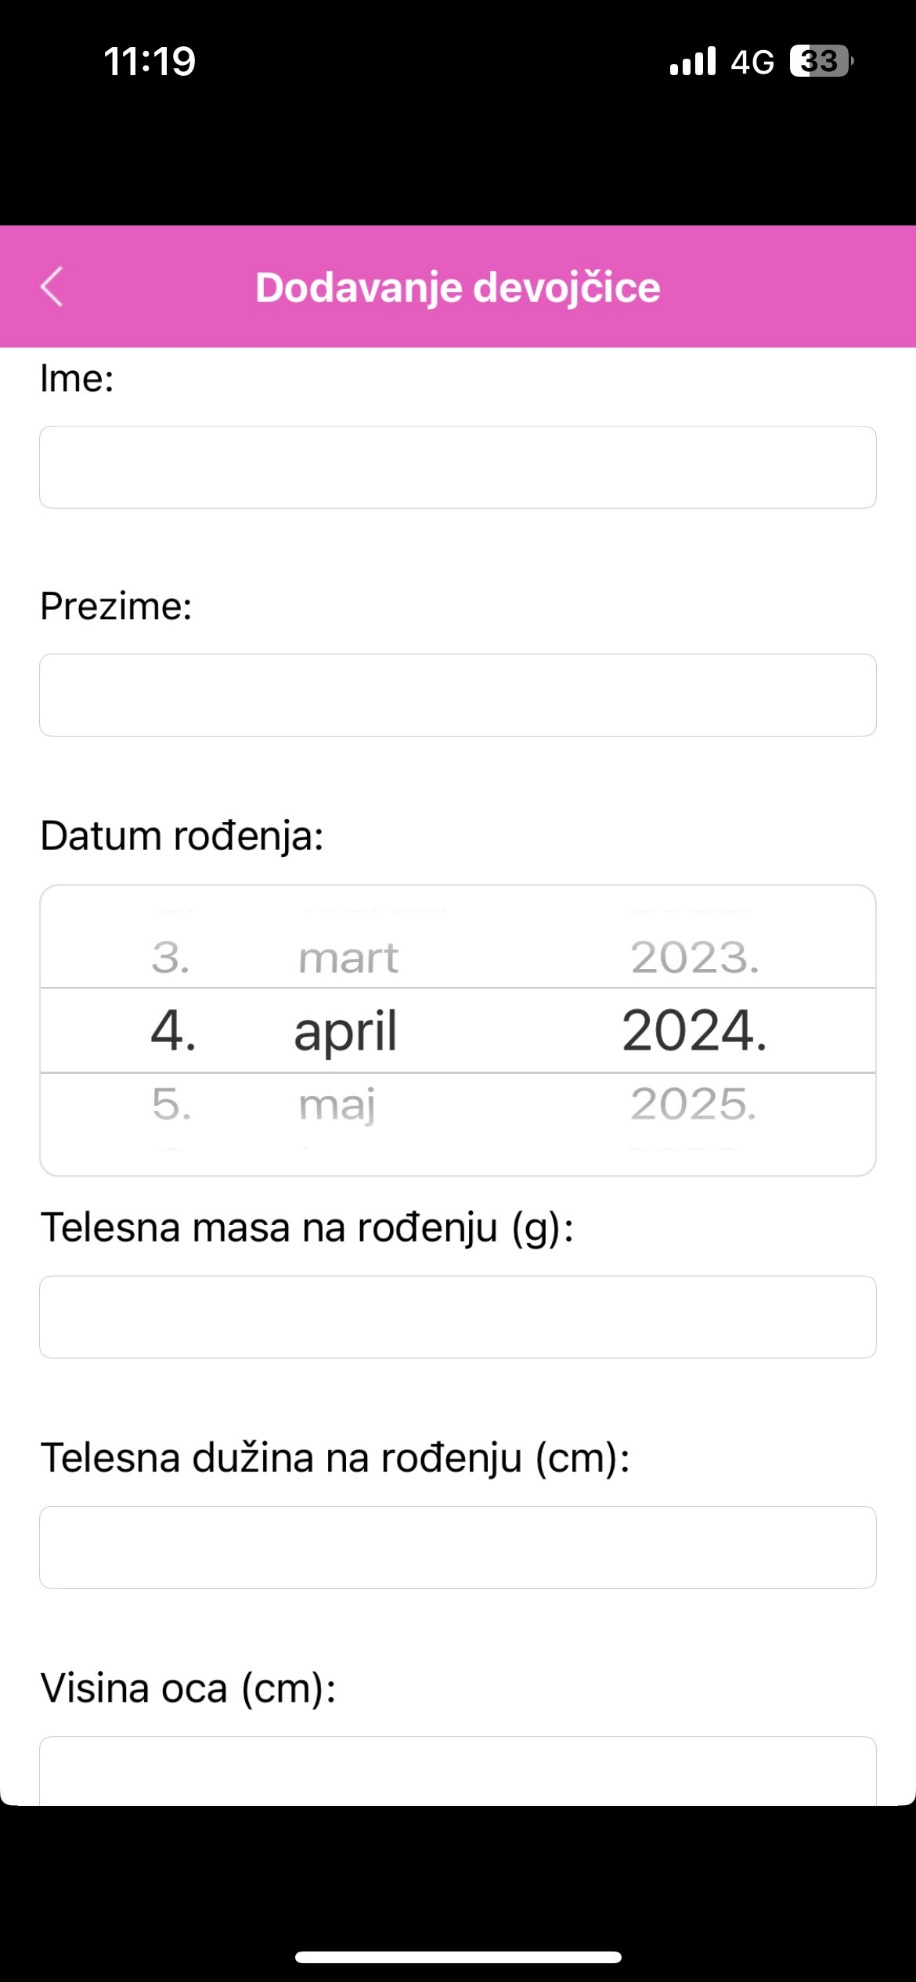 11:19 4G 33
Dodavanje devojčice
Ime:
Prezime:
Datum rođenja:
3. mart 2023.
4. april 2024.
5. maj 2025.
Telesna masa na rođenju (g):
Telesna dužina na rođenju (cm):
Visina oca (cm):